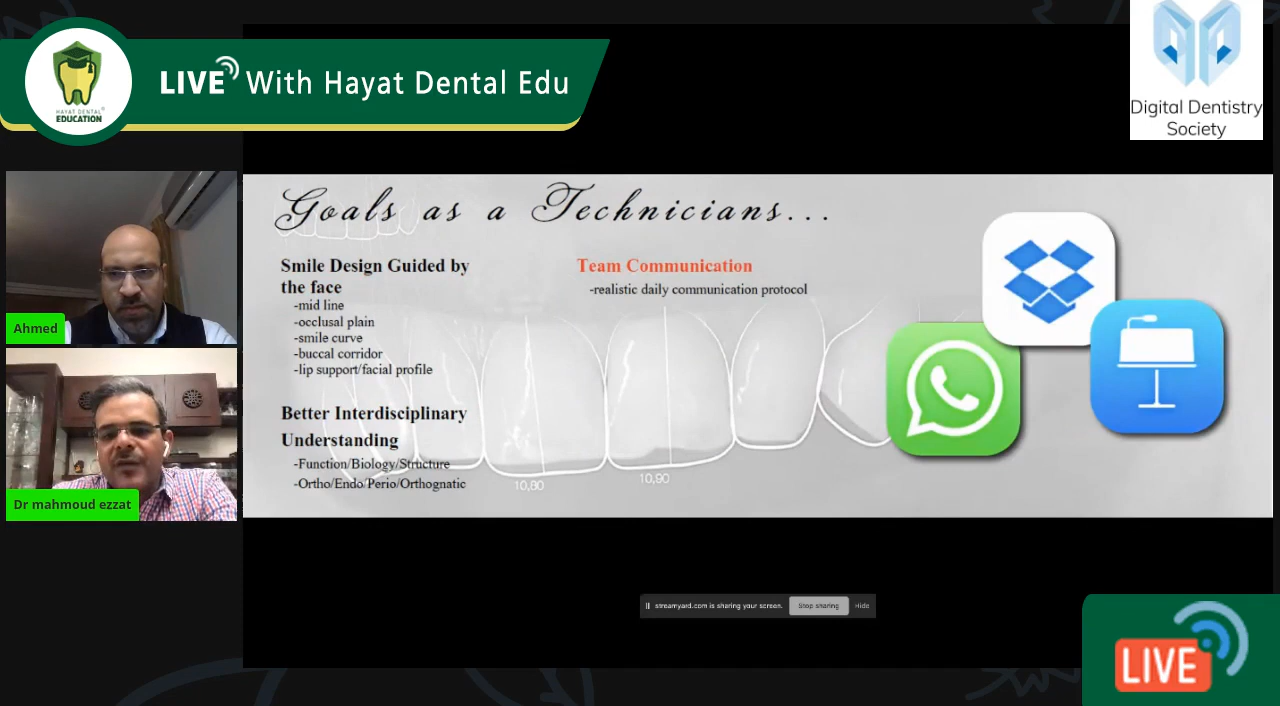 LIVE With Hayat Dental Edu
HAYAT DENTAL
EDUCATION
Digital Dentistry
Society
Goals as a Technicians...
Smile Design Guided by
the face
-mid line
-occlusal plain
-smile curve
-buccal corridor
-lip support/facial profile
Better Interdisciplinary
Understanding
-Function/Biology/Structure
-Ortho/Endo/Perio/Orthognatic
Team Communication
-realistic daily communication protocol
10,80
10,90
Ahmed
Dr mahmoud ezzat
streamyard.com is sharing your screen.
Stop sharing
Hide
LIVE